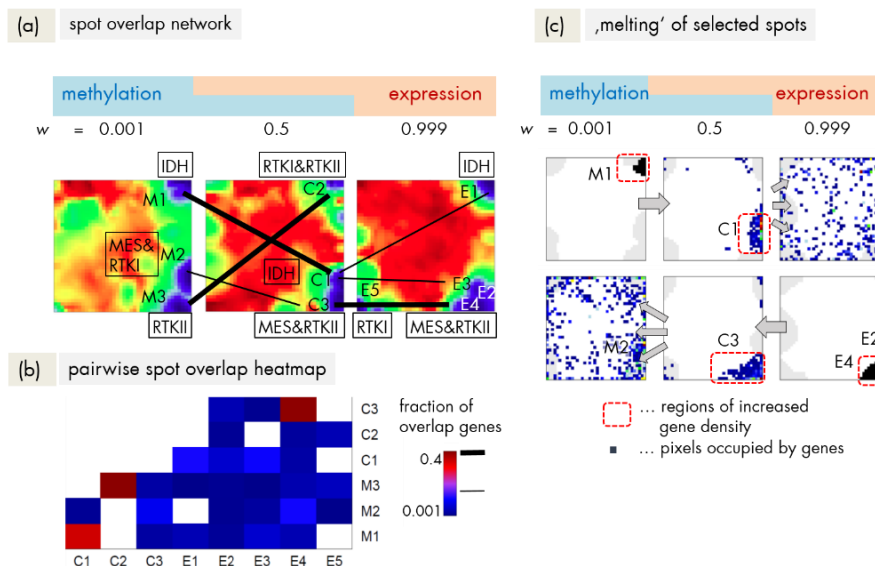 (a) spot overlap network
methylation expression
w = 0.001 0.5 0.999
IDH RTKI&RTKII IDH
M1 C2 E1
MES&
RTKI
M2 IDH C1 E3
M3 C3 E5 E2
E4
RTKII MES&RTKII RTKI MES&RTKII
(b) pairwise spot overlap heatmap
C3
C2
C1
M3
M2
M1
C1 C2 C3 E1 E2 E3 E4 E5
fraction of
overlap genes
0.4
0.001
(c) ‚melting‘ of selected spots
methylation expression
w = 0.001 0.5 0.999
M1
C1
M2 C3 E2
E4
... regions of increased
gene density
... pixels occupied by genes